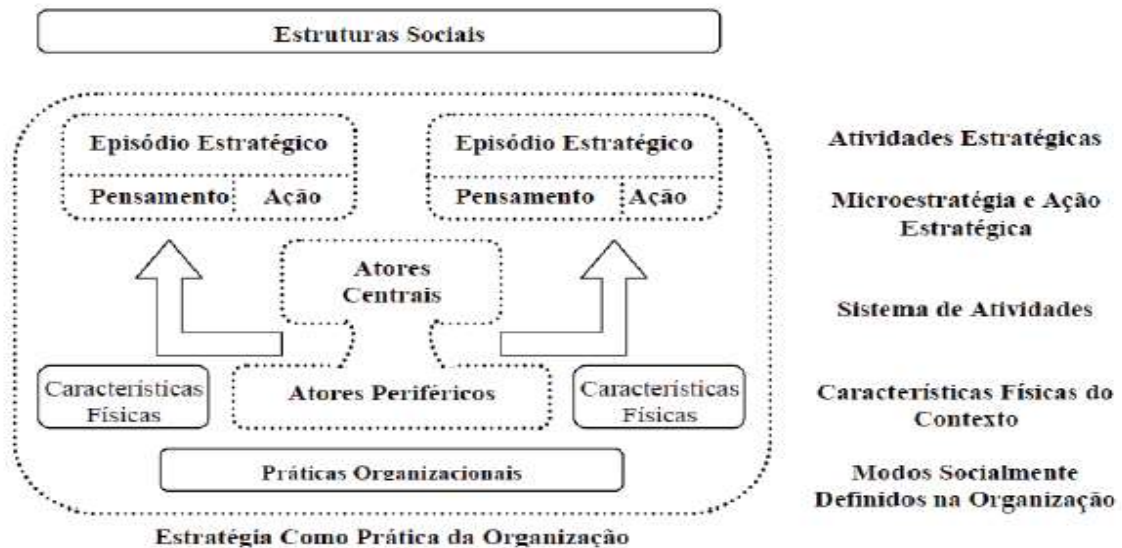 Estruturas Sociais
Episódio Estratégico
Pensamento
Ação
Episódio Estratégico
Pensamento
Ação
Atores
Centrais
Características
Físicas
Atores Periféricos
Características
Físicas
Práticas Organizacionais
Estratégia Como Prática da Organização
Atividades Estratégicas
Microestratégia e Ação
Estratégica
Sistema de Atividades
Características Físicas do
Contexto
Modos Socialmente
Definidos na Organização